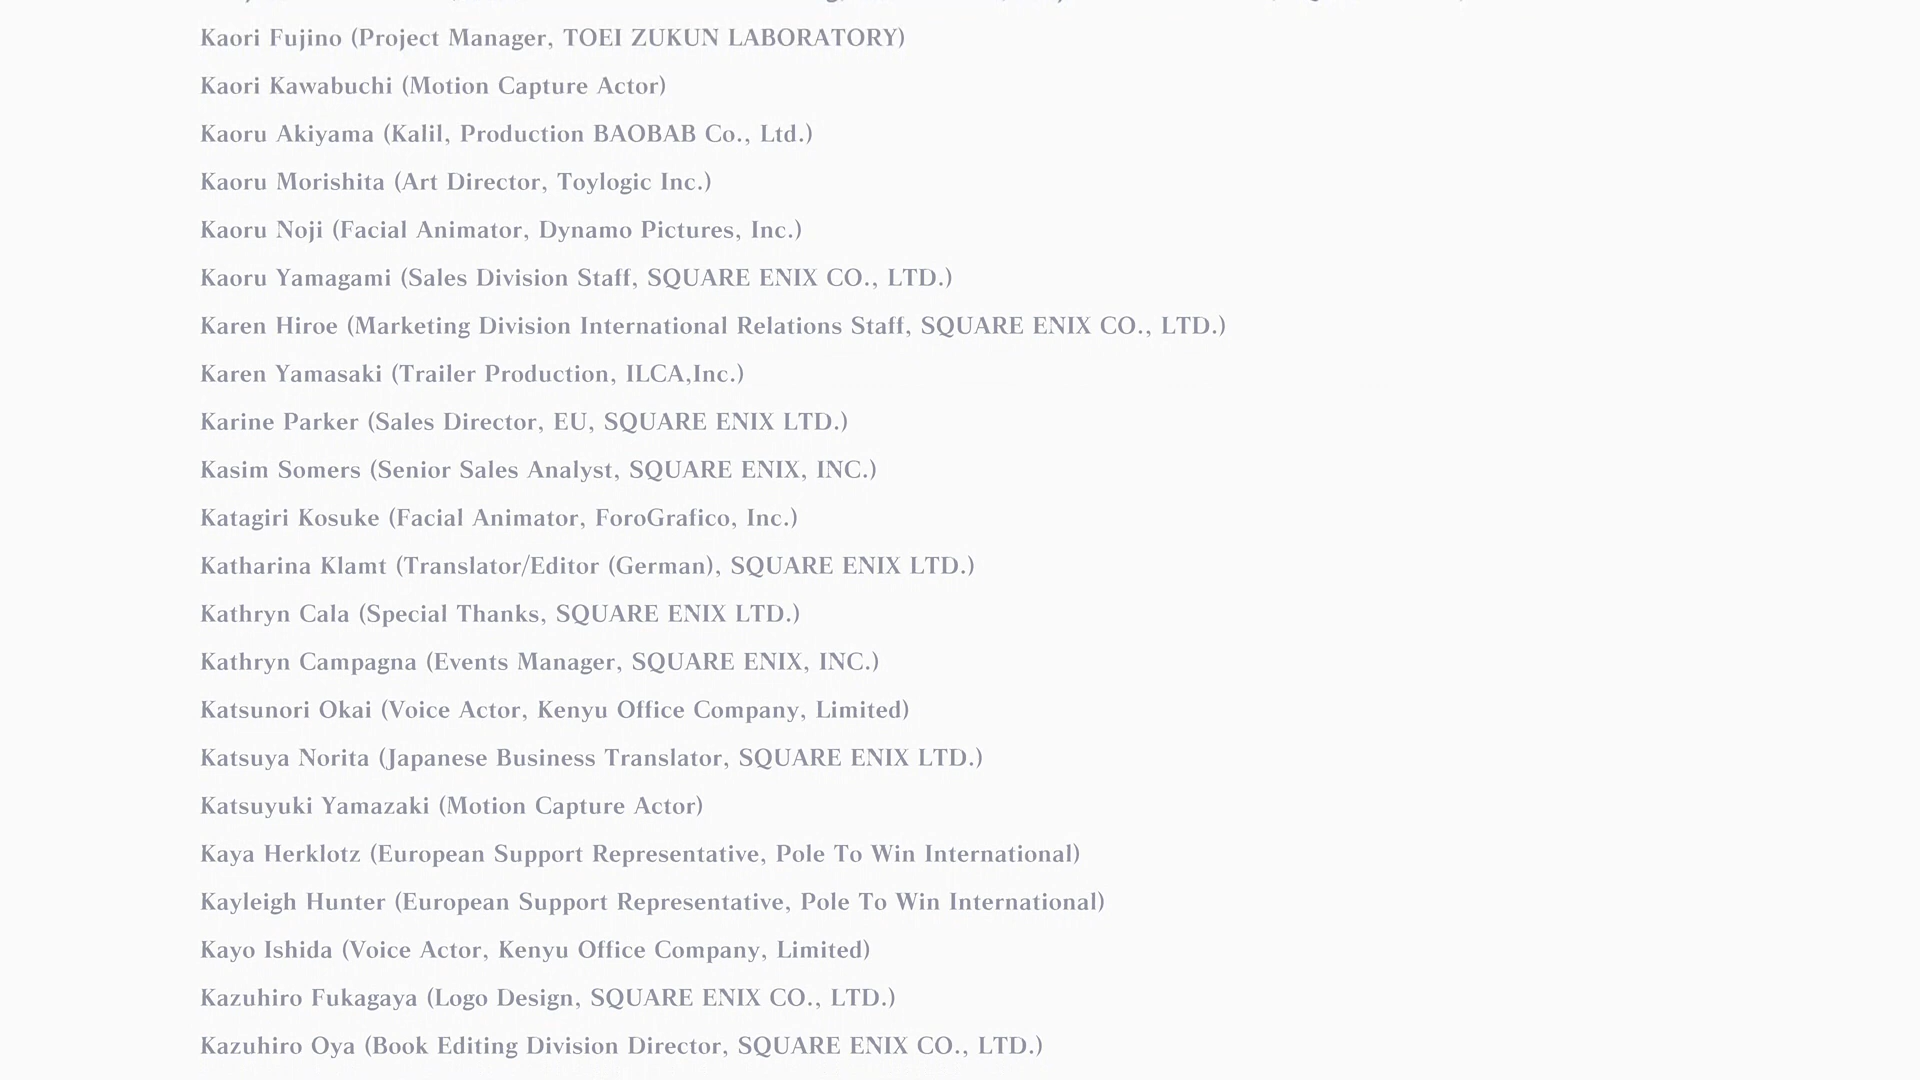 Kaori Fujino (Project Manager, TOEI ZUKUN LABORATORY)
Kaori Kawabuchi (Motion Capture Actor)
Kaoru Akiyama (Kalil, Production BAOBAB Co., Ltd.)
Kaoru Morishita (Art Director, Toylogic Inc.)
Kaoru Noji (Facial Animator, Dynamo Pictures, Inc.)
Kaoru Yamagami (Sales Division Staff, SQUARE ENIX CO., LTD.)
Karen Hiroe (Marketing Division International Relations Staff, SQUARE ENIX CO., LTD.)
Karen Yamasaki (Trailer Production, ILCA,Inc.)
Karine Parker (Sales Director, EU, SQUARE ENIX LTD.)
Kasim Somers (Senior Sales Analyst, SQUARE ENIX, INC.)
Katagiri Kosuke (Facial Animator, ForoGrafico, Inc.)
Katharina Klamt (Translator/Editor (German), SQUARE ENIX LTD.)
Kathryn Cala (Special Thanks, SQUARE ENIX LTD.)
Kathryn Campagna (Events Manager, SQUARE ENIX, INC.)
Katsunori Okai (Voice Actor, Kenyu Office Company, Limited)
Katsuya Norita (Japanese Business Translator, SQUARE ENIX LTD.)
Katsuyuki Yamazaki (Motion Capture Actor)
Kaya Herklotz (European Support Representative, Pole To Win International)
Kayleigh Hunter (European Support Representative, Pole To Win International)
Kayo Ishida (Voice Actor, Kenyu Office Company, Limited)
Kazuhiro Fukagaya (Logo Design, SQUARE ENIX CO., LTD.)
Kazuhiro Oya (Book Editing Division Director, SQUARE ENIX CO., LTD.)